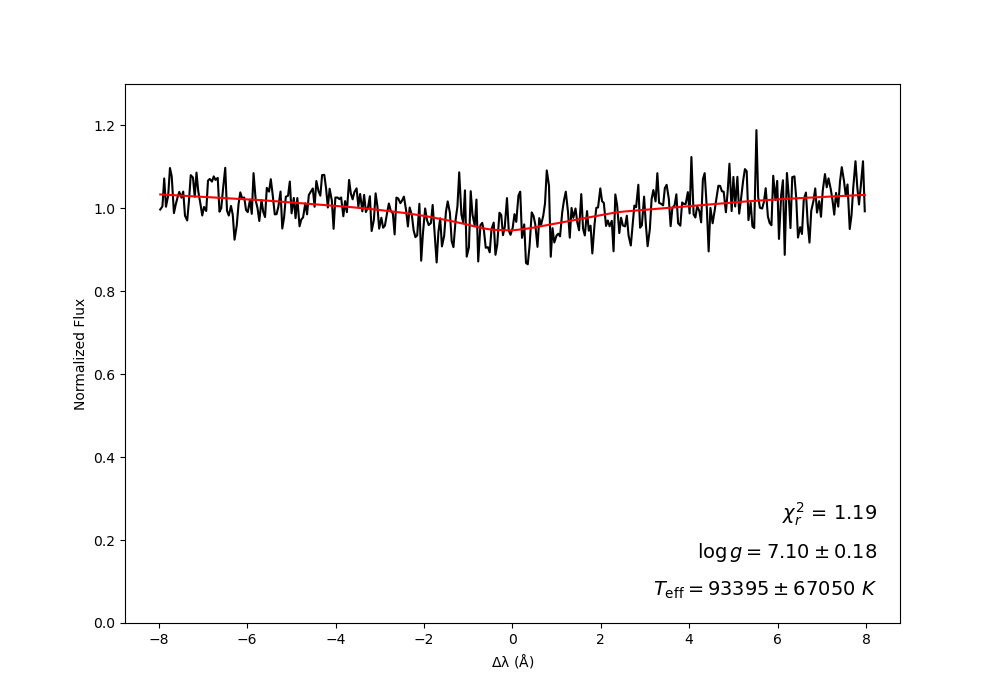 1.2
1.0
0.8
0.6
0.4
0.2
0.0
Normalized Flux
χ²ᵣ = 1.19
log g = 7.10 ± 0.18
T_eff = 93395 ± 67050 K
−8 −6 −4 −2 0 2 4 6 8
Δλ (Å)